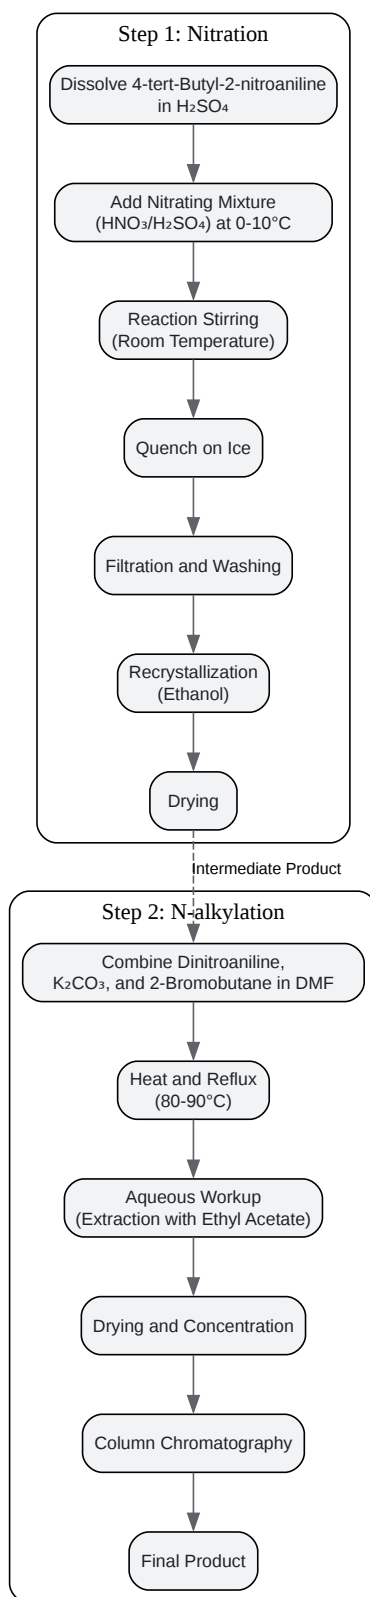 Step 1: Nitration
Dissolve 4-tert-Butyl-2-nitroaniline
in H₂SO₄
Add Nitrating Mixture
(HNO₃/H₂SO₄) at 0-10°C
Reaction Stirring
(Room Temperature)
Quench on Ice
Filtration and Washing
Recrystallization
(Ethanol)
Drying
Intermediate Product
Step 2: N-alkylation
Combine Dinitroaniline,
K₂CO₃, and 2-Bromobutane in DMF
Heat and Reflux
(80-90°C)
Aqueous Workup
(Extraction with Ethyl Acetate)
Drying and Concentration
Column Chromatography
Final Product